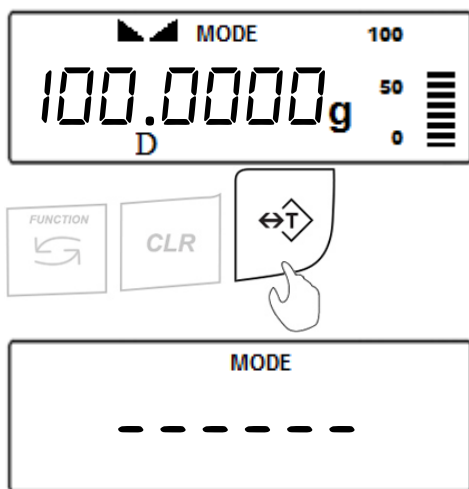 MODE 100
50
100.0000g
D 0
FUNCTION
CLR
T
MODE
------